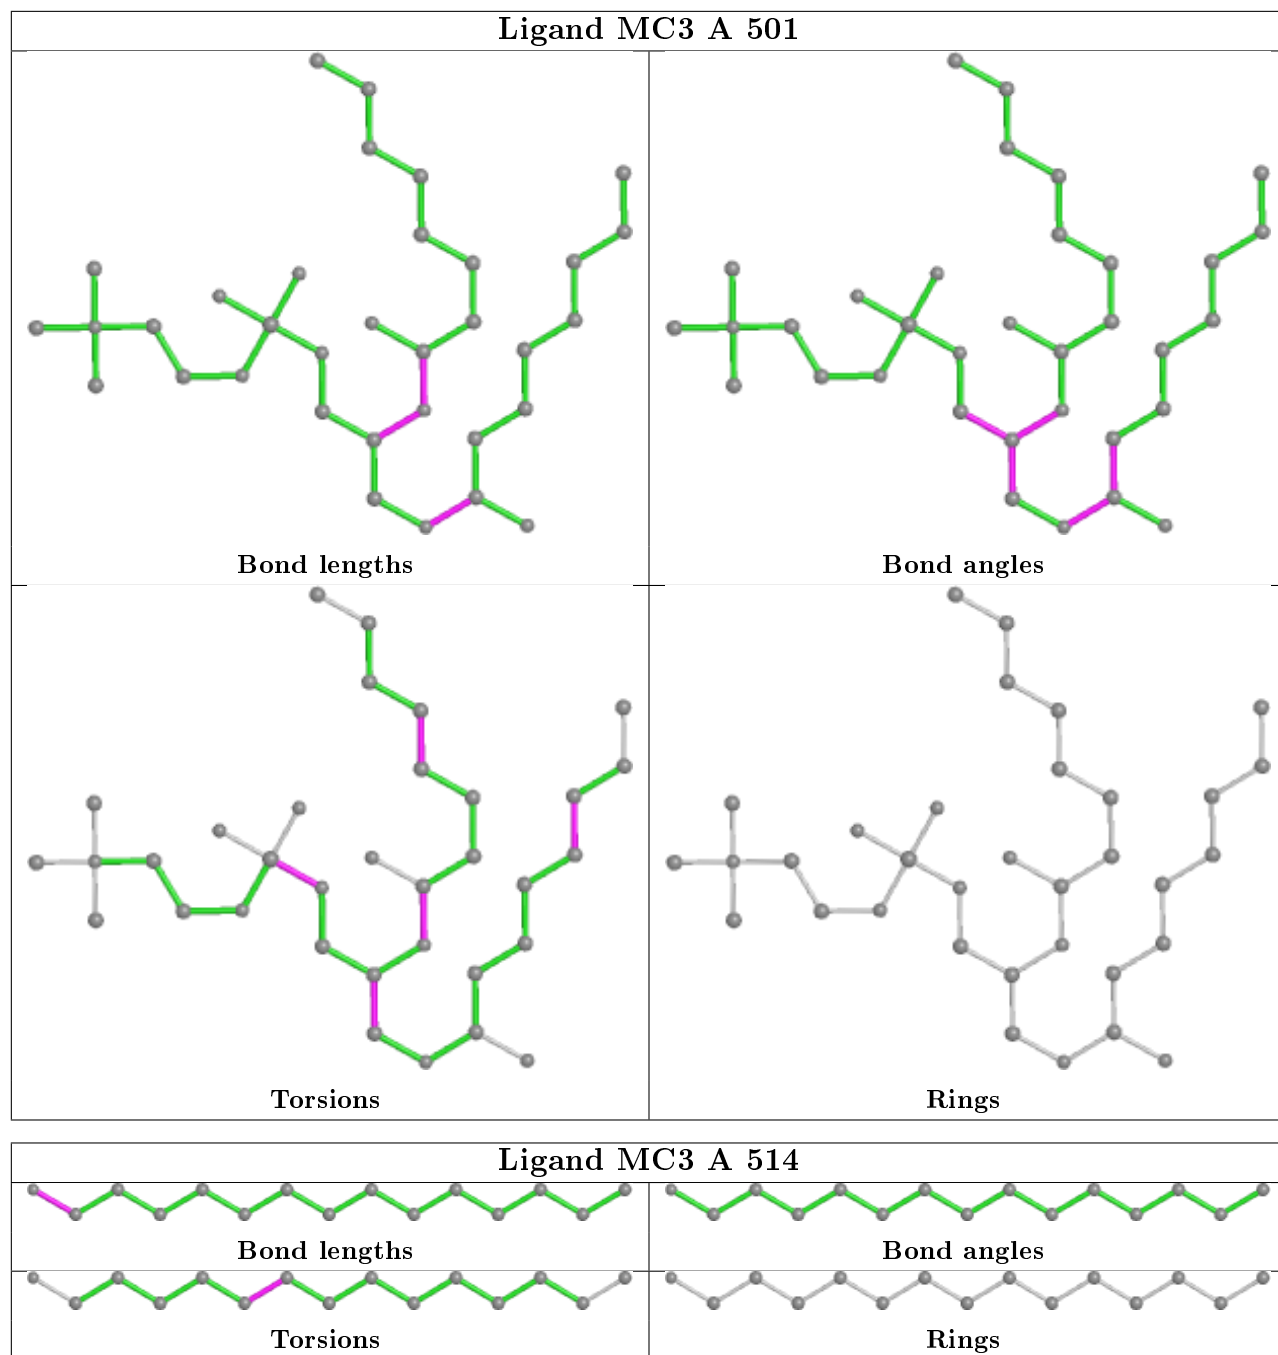 Ligand MC3 A 501
Bond lengths
Bond angles
Torsions
Rings
Ligand MC3 A 514
Bond lengths
Bond angles
Torsions
Rings